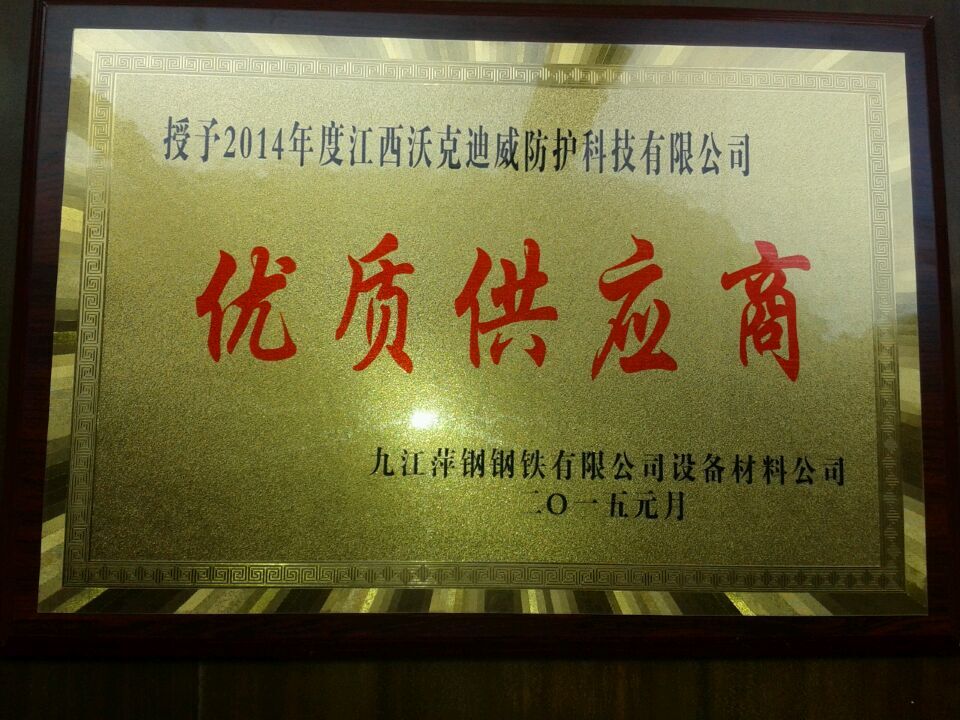 授予2014年度江西沃克迪威防护科技有限公司
优质供应商
九江萍钢钢铁有限公司设备材料公司
二〇一五元月